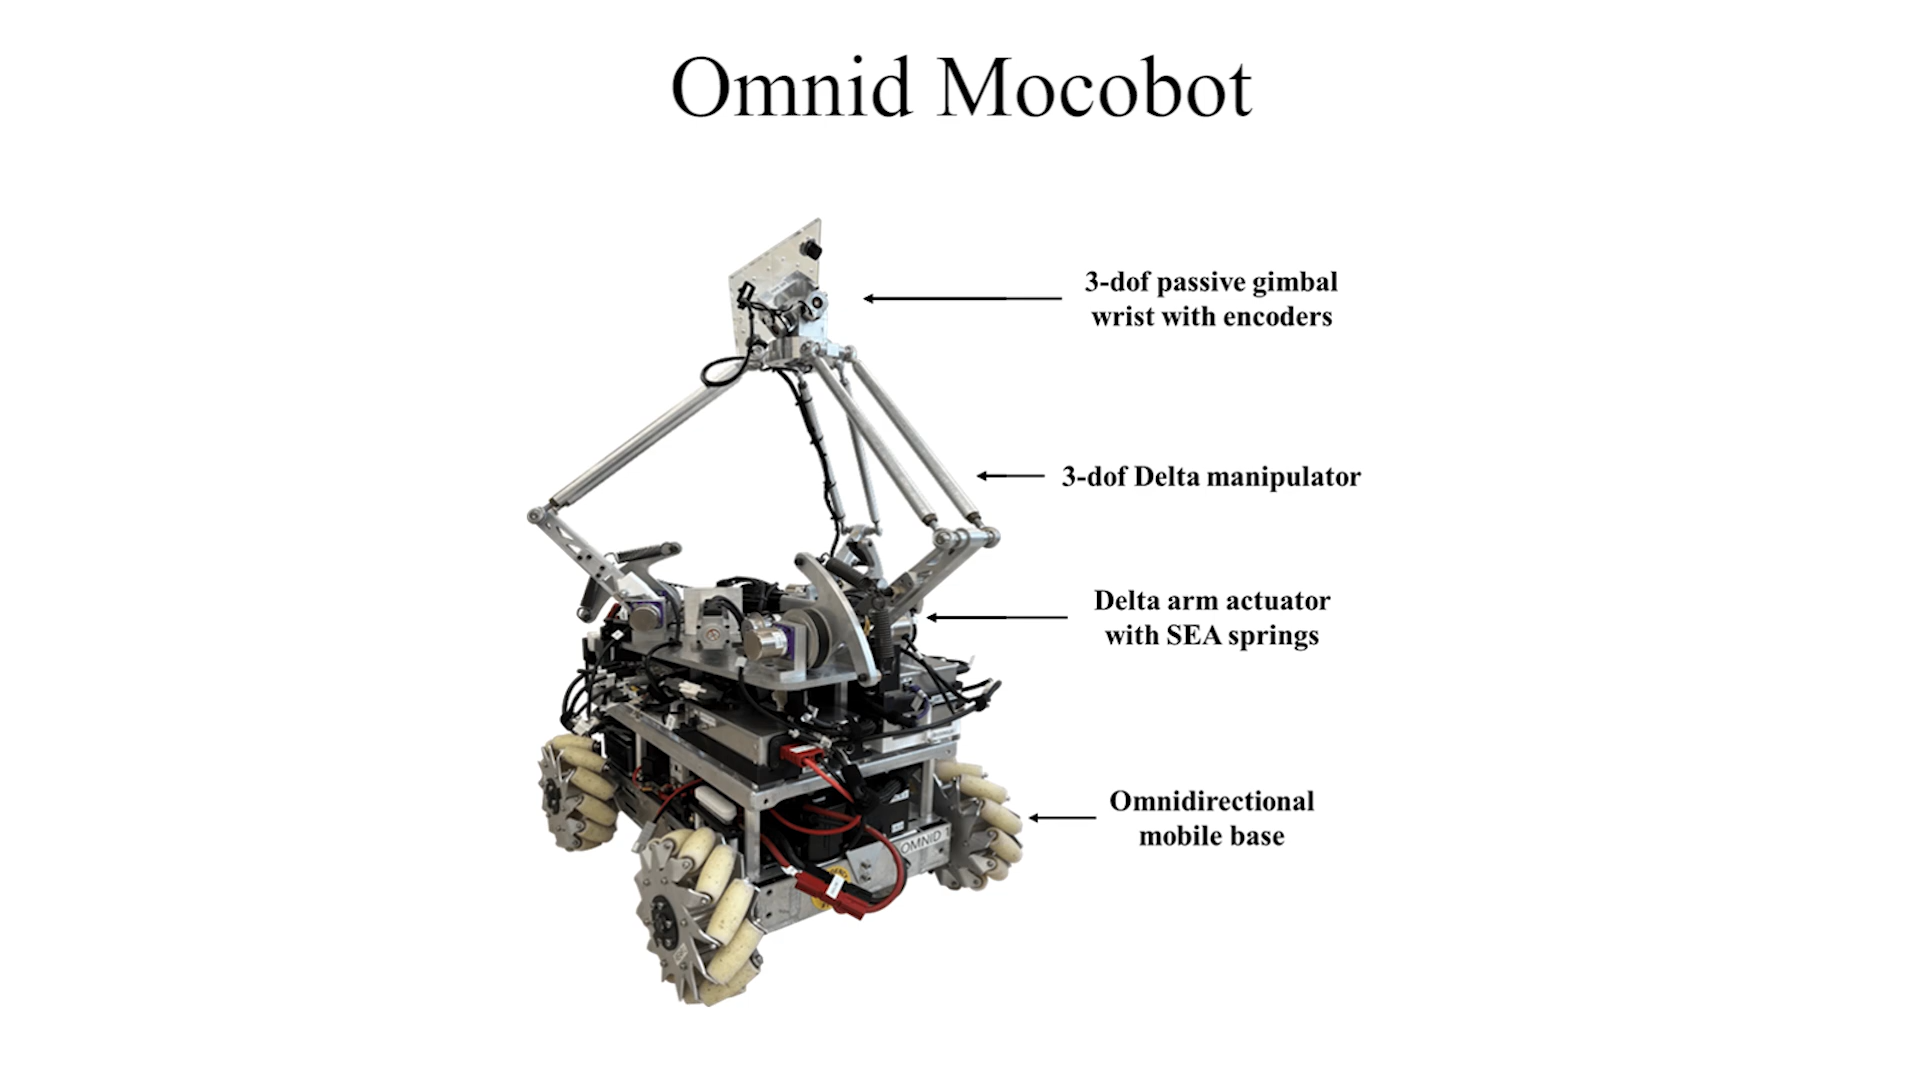 Omnid Mocobot
3-dof passive gimbal
wrist with encoders
3-dof Delta manipulator
Delta arm actuator
with SEA springs
Omnidirectional
mobile base
OMNID